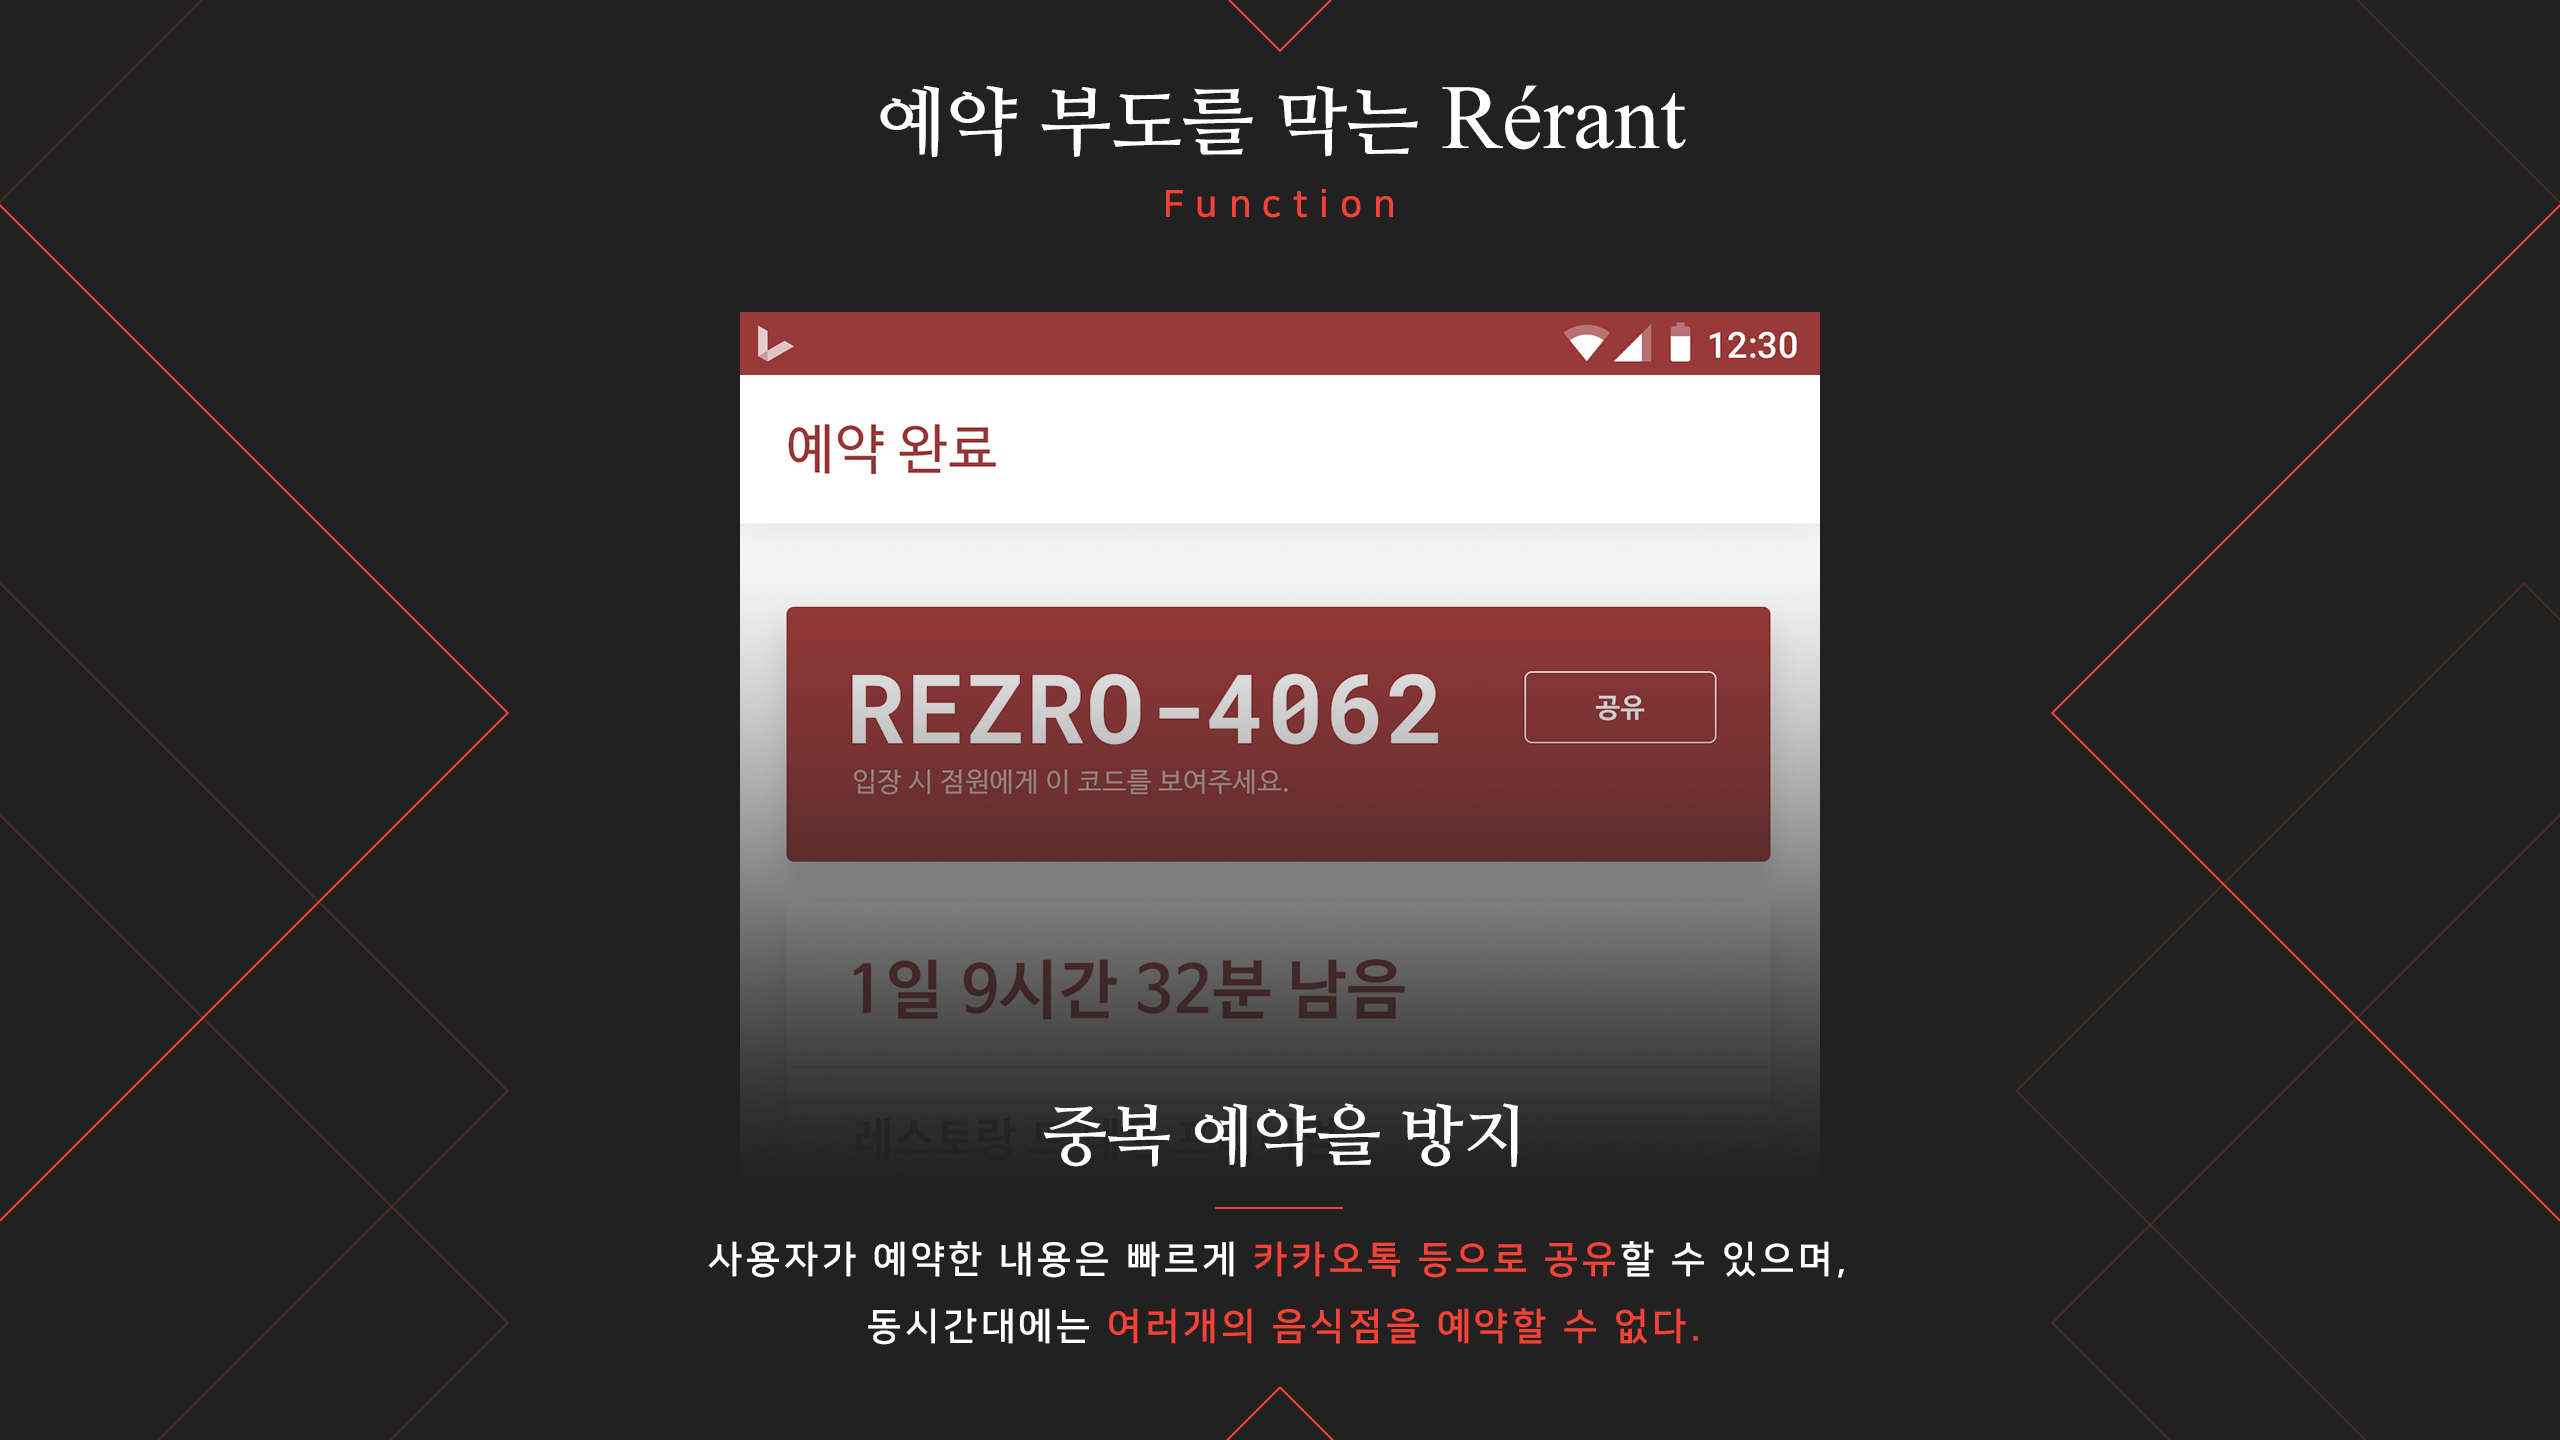 예약 부도를 막는 Rérant
Function
12:30
예약 완료
REZRO-4062
공유
입장 시 점원에게 이 코드를 보여주세요.
1일 9시간 32분 남음
레스토랑
중복 예약을 방지
사용자가 예약한 내용은 빠르게 카카오톡 등으로 공유할 수 있으며,
동시간대에는 여러개의 음식점을 예약할 수 없다.